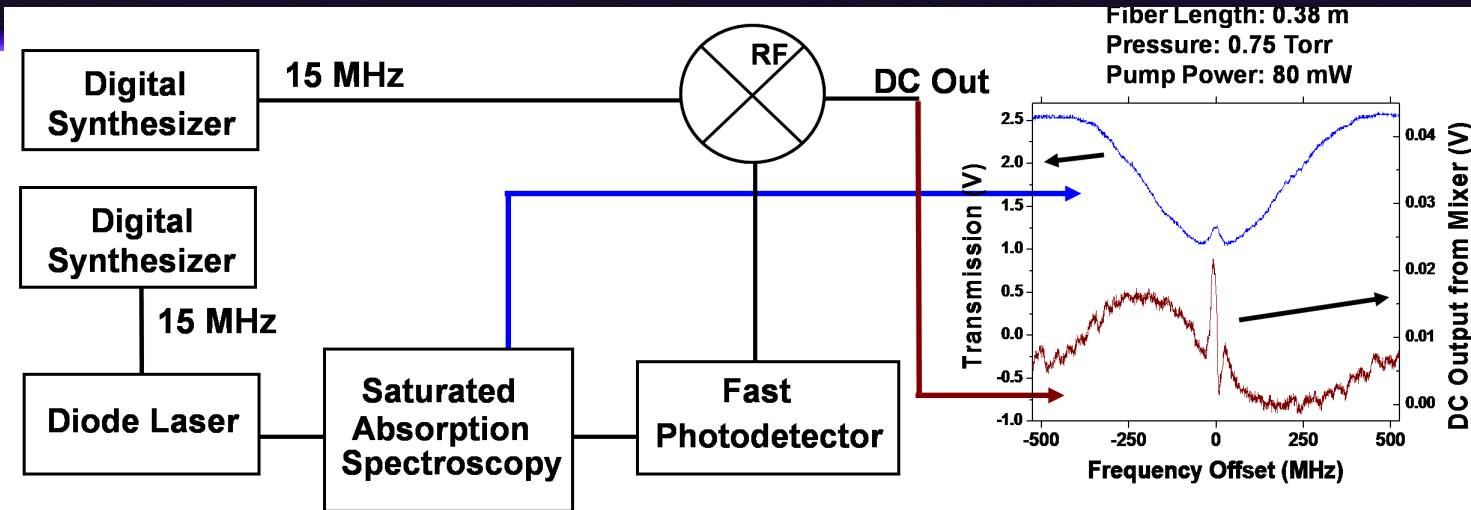 Fiber Length: 0.38 m
Pressure: 0.75 Torr
Pump Power: 80 mW
Digital
Synthesizer
15 MHz
RF
DC Out
Digital
Synthesizer
15 MHz
Diode Laser
Saturated
Absorption
Spectroscopy
Fast
Photodetector
Transmission (V)
2.5
2.0
1.5
1.0
0.5
0.0
-0.5
-1.0
-500
-250
0
250
500
Frequency Offset (MHz)
0.04
0.03
0.02
0.01
0.00
DC Output from Mixer (V)